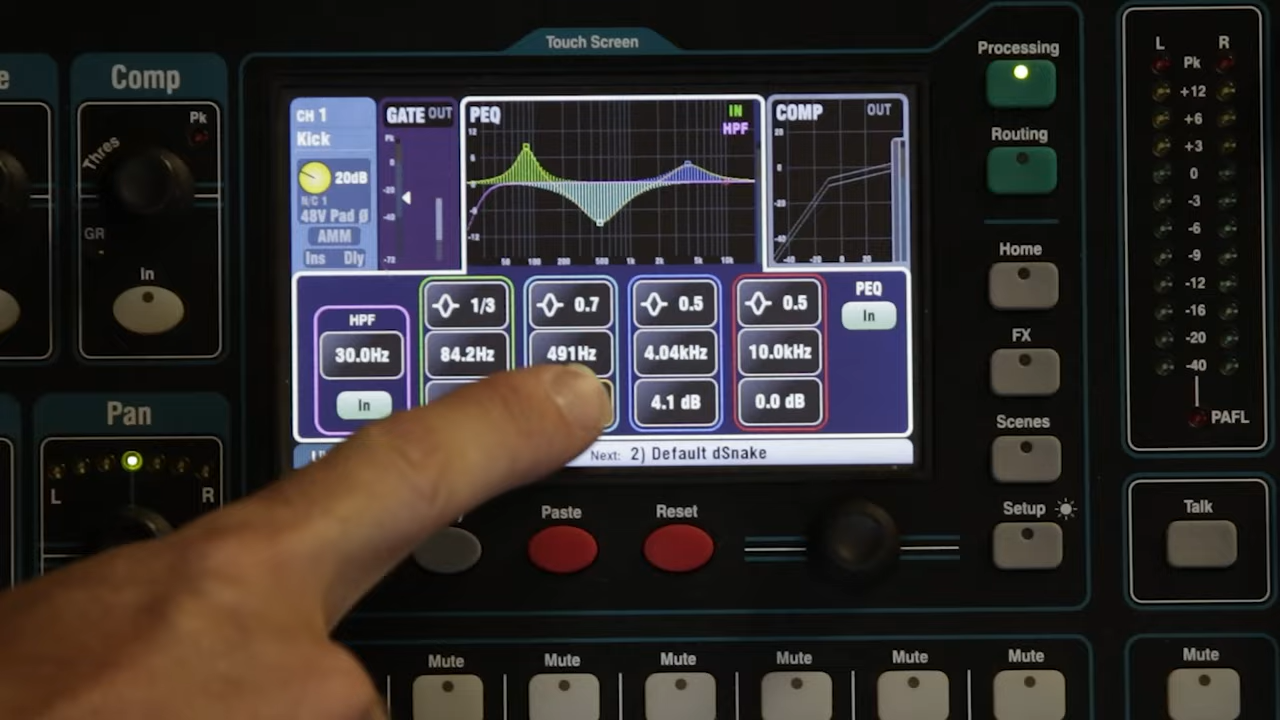 Touch Screen
e
Comp
Pk
Thres
GR
In
Pan
L
R
CH 1
Kick
20dB
48V Pad Ø
AMM
Ins Dly
GATE OUT
PEQ
IN
HPF
COMP
OUT
HPF
30.0Hz
In
1/3
84.2Hz
0.7
491Hz
0.5
4.04kHz
4.1 dB
0.5
10.0kHz
0.0 dB
PEQ
In
Next: 2) Default dSnake
Paste
Reset
Processing
Routing
Home
FX
Scenes
Setup
L
R
Pk
+12
+6
+3
0
-3
-6
-9
-12
-16
-20
-40
PAFL
Talk
Mute
Mute
Mute
Mute
Mute
Mute
Mute